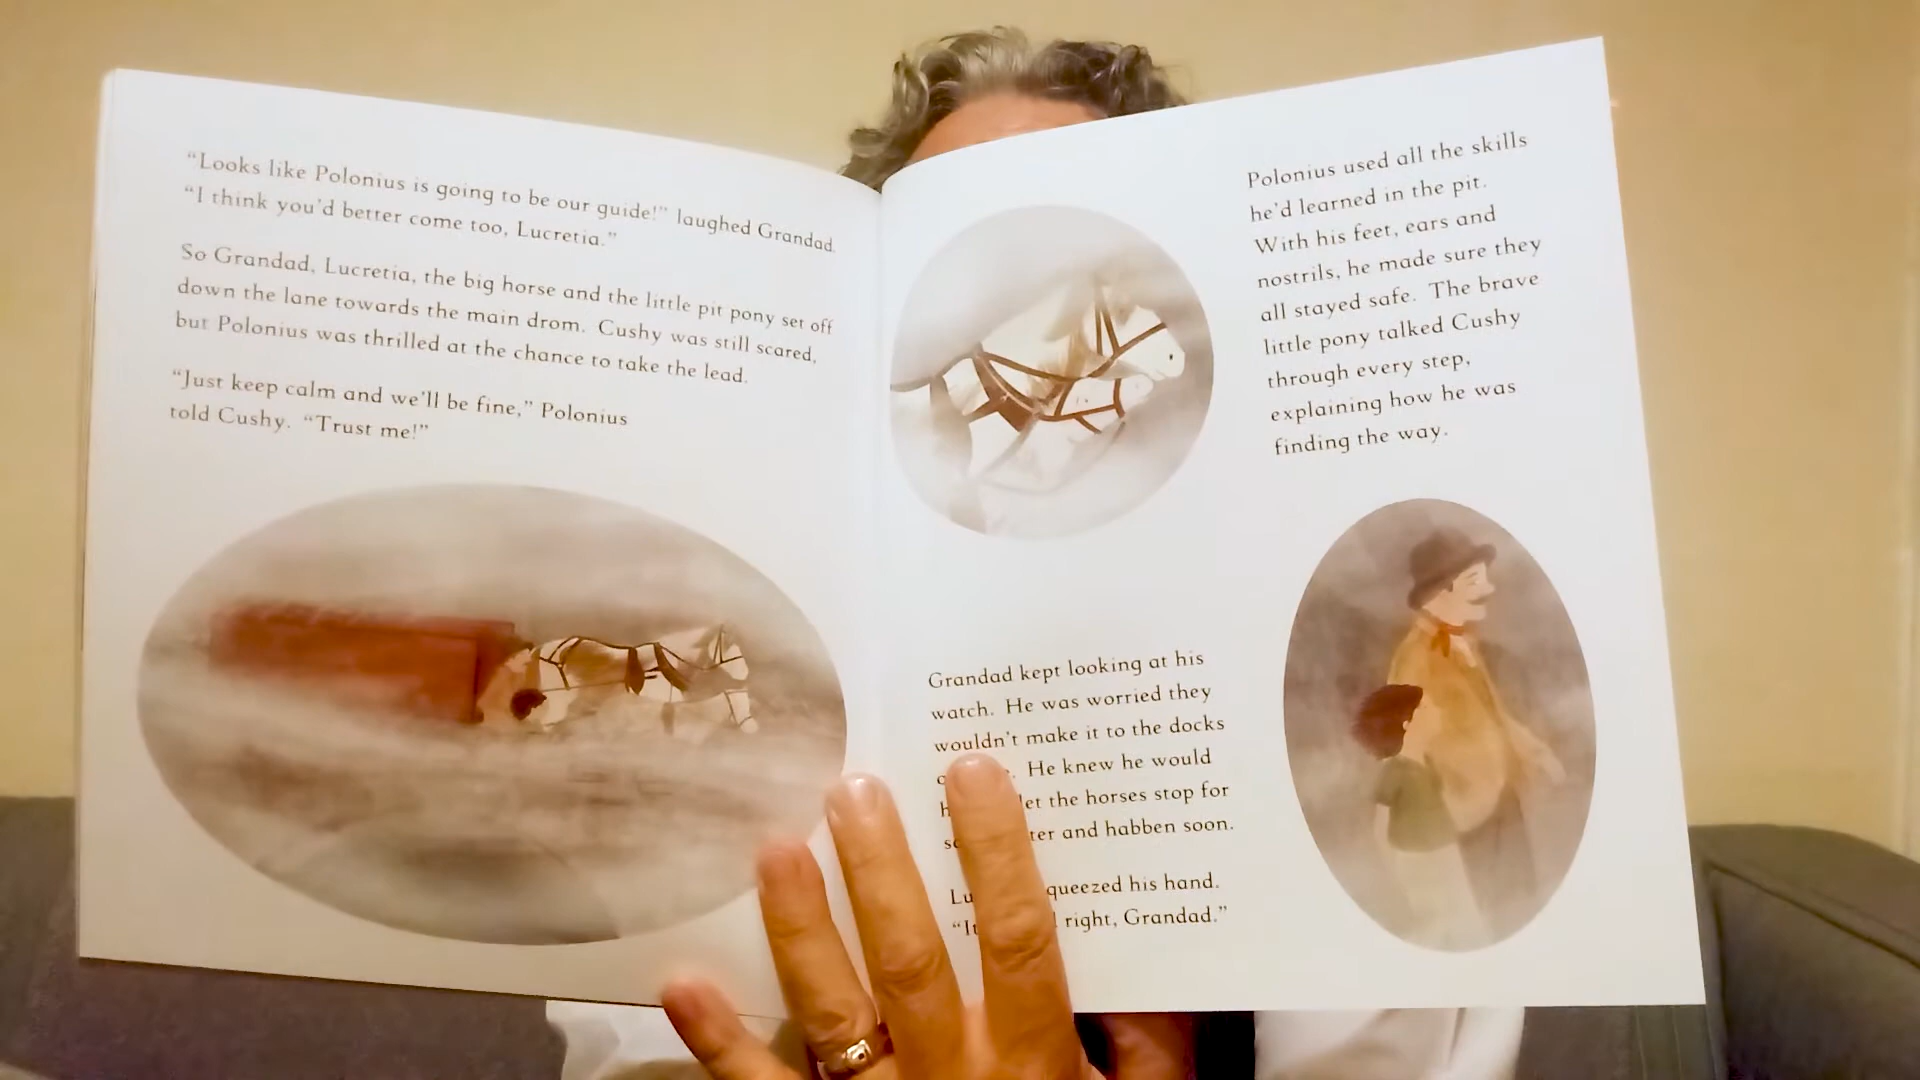 “Looks like Polonius is going to be our guide!” laughed Grandad.
“I think you’d better come too, Lucretia.”
So Grandad, Lucretia, the big horse and the little pit pony set off
down the lane towards the main drom. Cushy was still scared,
but Polonius was thrilled at the chance to take the lead.
“Just keep calm and we’ll be fine,” Polonius
told Cushy. “Trust me!”
Polonius used all the skills
he’d learned in the pit.
With his feet, ears and
nostrils, he made sure they
all stayed safe. The brave
little pony talked Cushy
through every step,
explaining how he was
finding the way.
Grandad kept looking at his
watch. He was worried they
wouldn’t make it to the docks
He knew he would
let the horses stop for
and habben soon.
his hand.
right, Grandad.”